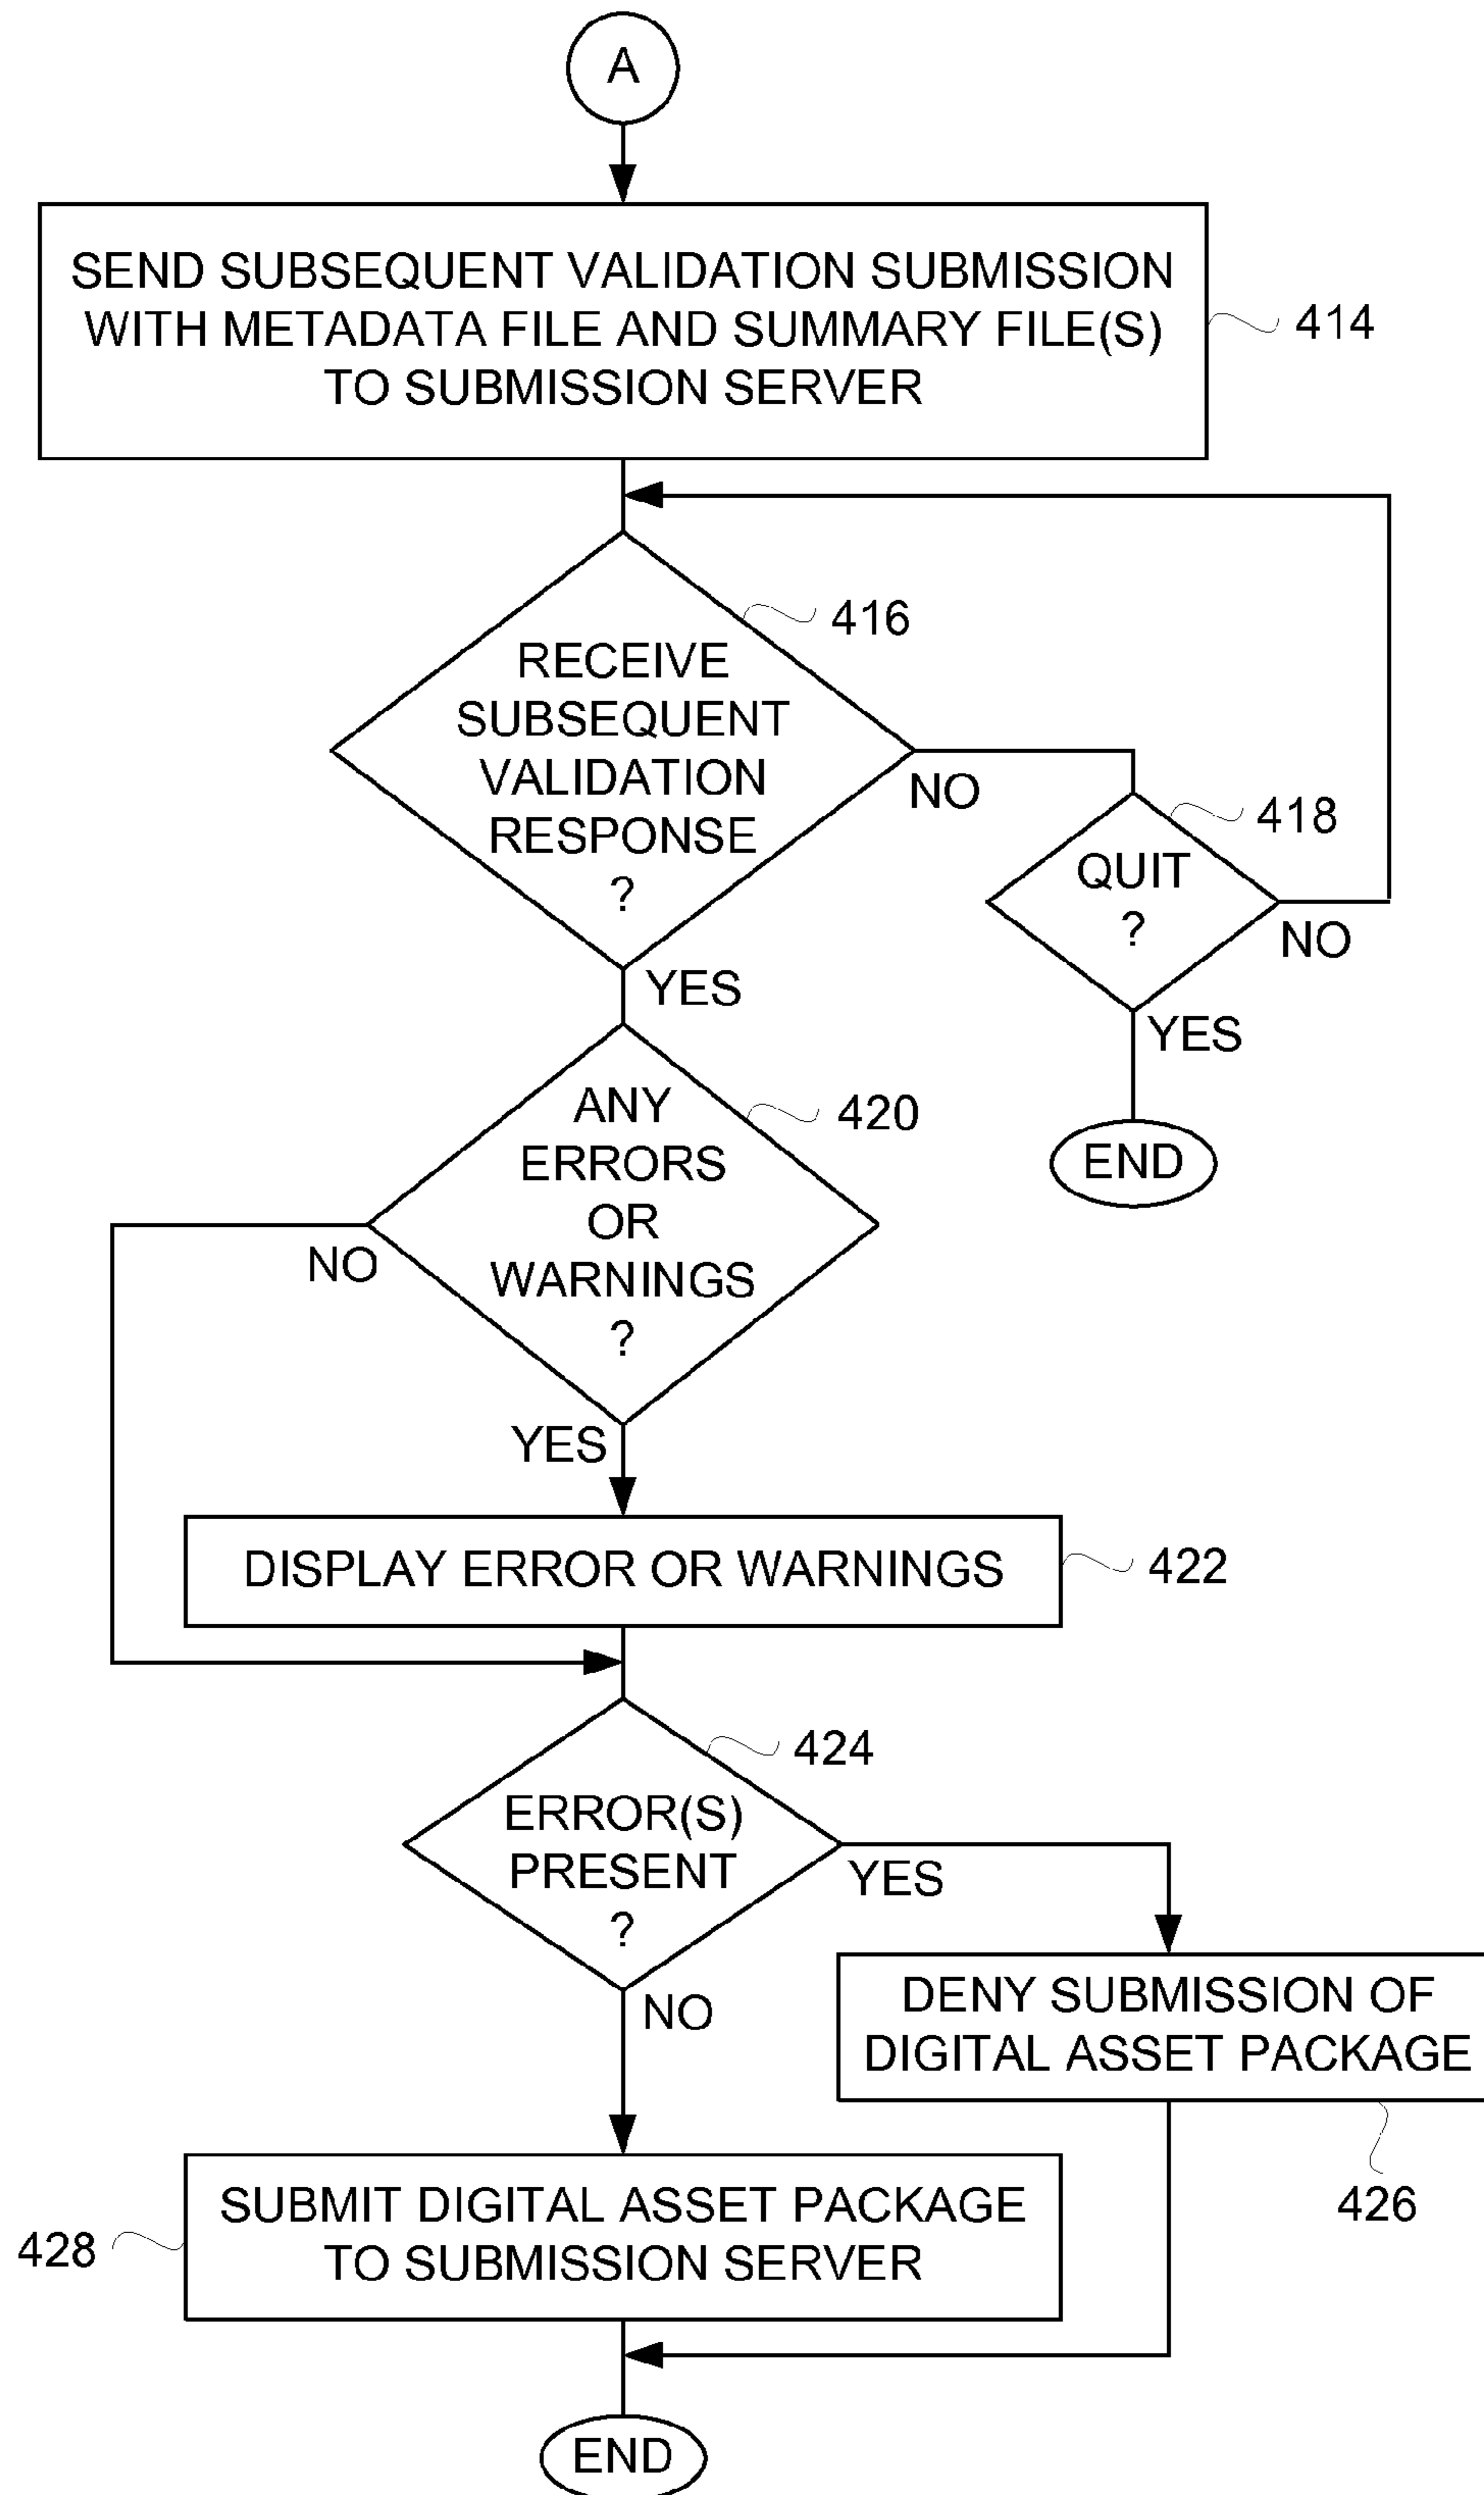 A
SEND SUBSEQUENT VALIDATION SUBMISSION
WITH METADATA FILE AND SUMMARY FILE(S)
TO SUBMISSION SERVER
414
416
RECEIVE
SUBSEQUENT
VALIDATION
RESPONSE
?
NO
418
QUIT
?
NO
YES
YES
END
420
ANY
ERRORS
OR
WARNINGS
?
NO
YES
DISPLAY ERROR OR WARNINGS
422
424
ERROR(S)
PRESENT
?
YES
NO
DENY SUBMISSION OF
DIGITAL ASSET PACKAGE
426
SUBMIT DIGITAL ASSET PACKAGE
TO SUBMISSION SERVER
428
END